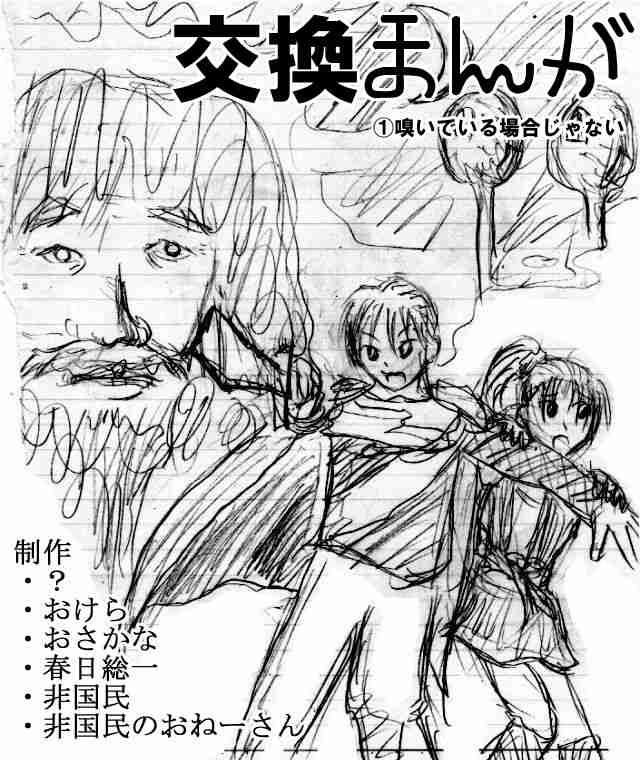 交換まんが
①嗅いでいる場合じゃない
制作
・？
・おけら
・おさかな
・春日総一
・非国民
・非国民のおねーさん